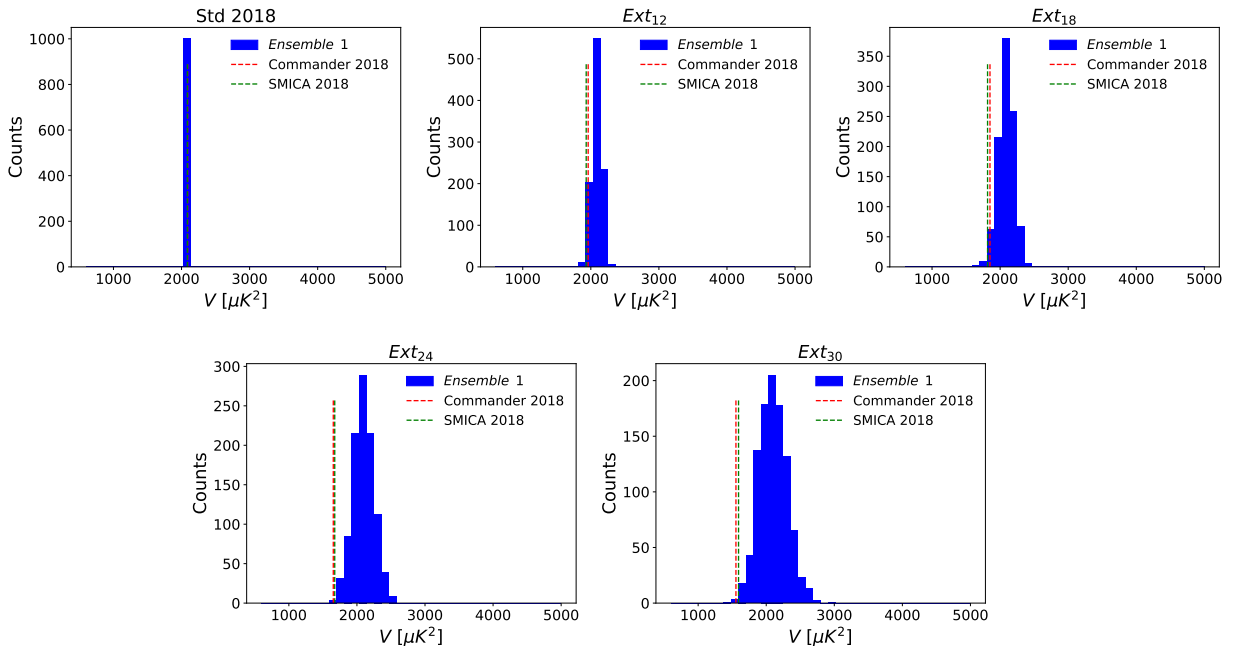 Std 2018
Counts
1000
800
600
400
200
0
1000 2000 3000 4000 5000
V [μK²]
Ensemble 1
Commander 2018
SMICA 2018
Ext₁₂
Counts
500
400
300
200
100
0
1000 2000 3000 4000 5000
V [μK²]
Ensemble 1
Commander 2018
SMICA 2018
Ext₁₈
Counts
350
300
250
200
150
100
50
0
1000 2000 3000 4000 5000
V [μK²]
Ensemble 1
Commander 2018
SMICA 2018
Ext₂₄
Counts
300
250
200
150
100
50
0
1000 2000 3000 4000 5000
V [μK²]
Ensemble 1
Commander 2018
SMICA 2018
Ext₃₀
Counts
200
150
100
50
0
1000 2000 3000 4000 5000
V [μK²]
Ensemble 1
Commander 2018
SMICA 2018